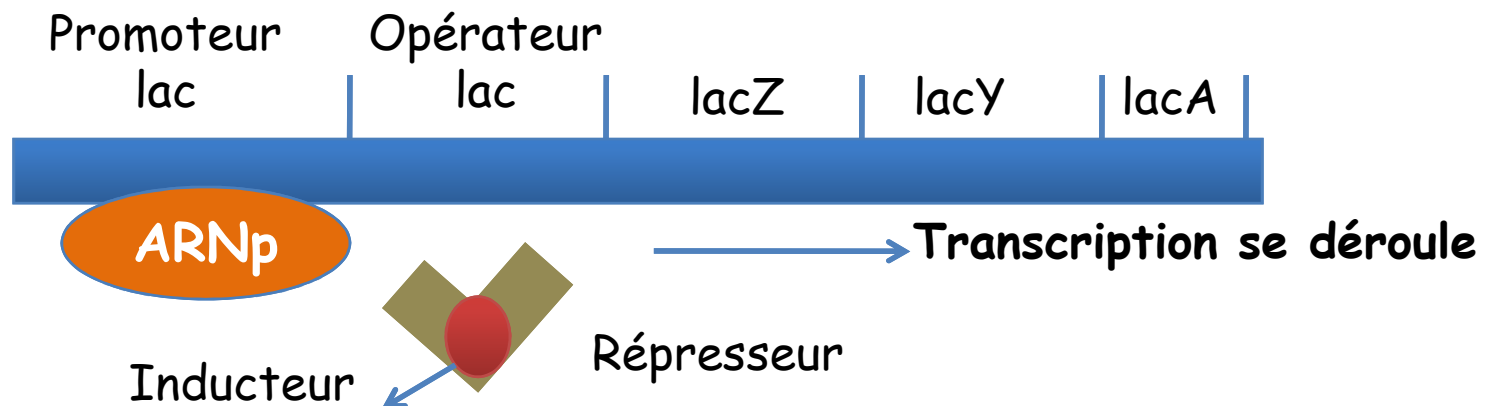 Promoteur
lac
Opérateur
lac
lacZ
lacY
lacA
ARNp
Transcription se déroule
Répresseur
Inducteur